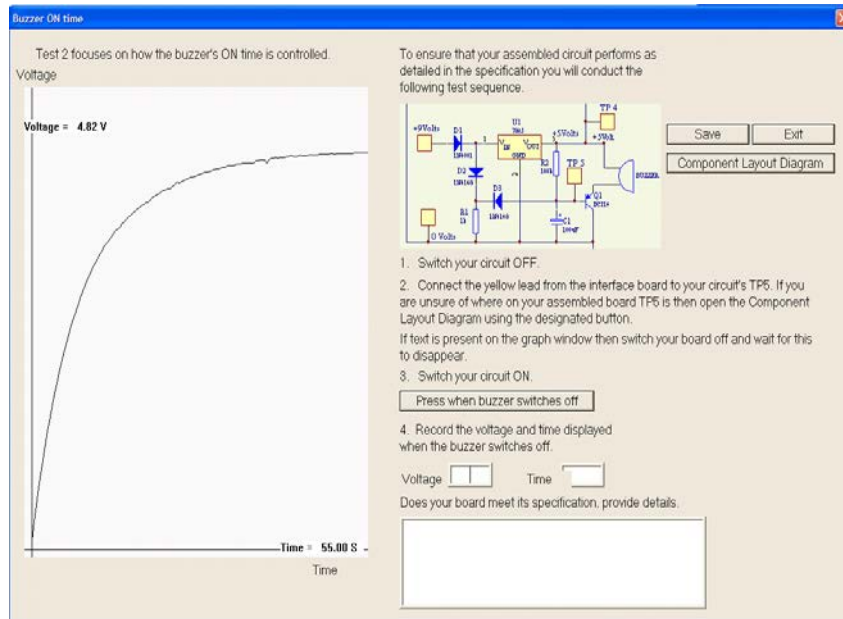 Buzzer ON time
Test 2 focuses on how the buzzer's ON time is controlled.
Voltage
Voltage = 4.82 V
Time = 55.00 S
Time
To ensure that your assembled circuit performs as
detailed in the specification you will conduct the
following test sequence.
+9Volts
D1
U1
+5Volts
TP 4
+5Volt
VIN
VOUT
GND
D2
R2
100k
TP 5
BUZZER
D3
1N4148
R1
1k
Q1
C1
0 Volts
Save
Exit
Component Layout Diagram
1. Switch your circuit OFF.
2. Connect the yellow lead from the interface board to your circuit's TP5. If you
are unsure of where on your assembled board TP5 is then open the Component
Layout Diagram using the designated button.
If text is present on the graph window then switch your board off and wait for this
to disappear.
3. Switch your circuit ON.
Press when buzzer switches off
4. Record the voltage and time displayed
when the buzzer switches off.
Voltage
Time
Does your board meet its specification, provide details.